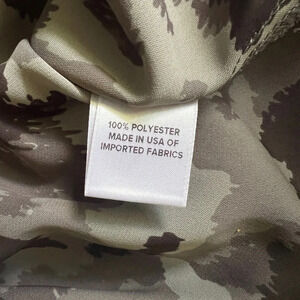 100% POLYESTER
MADE IN USA OF
IMPORTED FABRICS